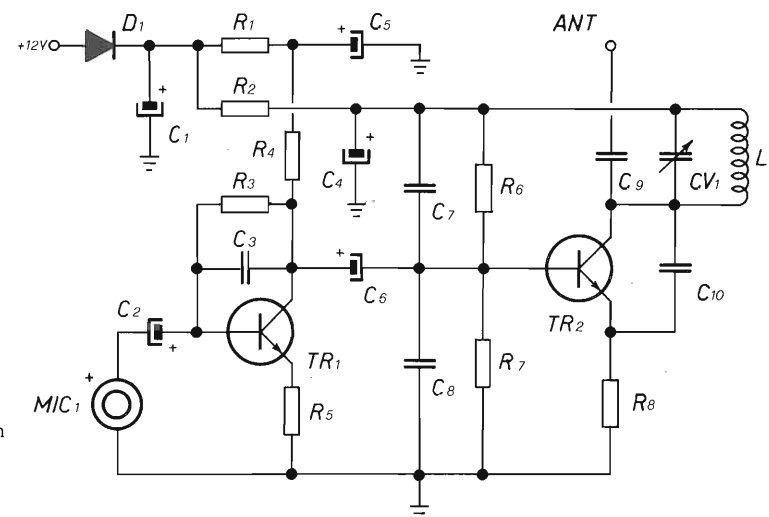 D1
R1
C5
ANT
+12V
+
R2
+
+
C1
R4
C4
R3
C7
R6
C9
CV1
L
C3
+
C6
C10
TR2
C2
+
TR1
R7
C8
R8
+
MIC1
R5
n